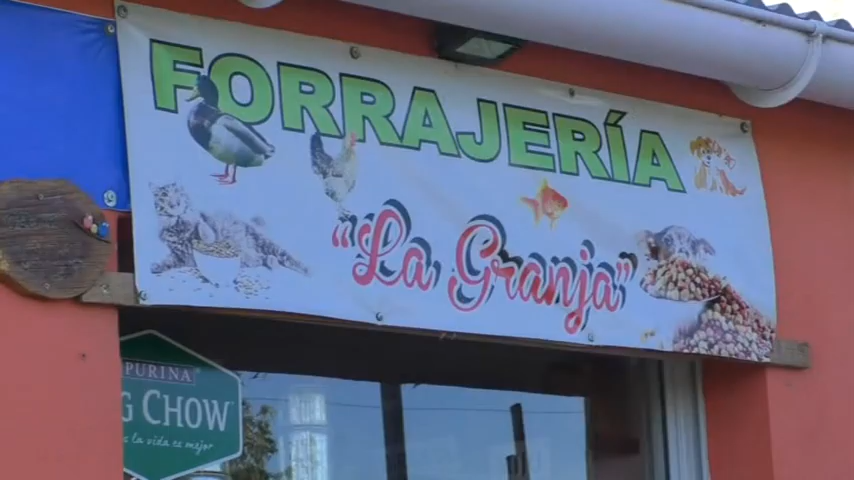 FORRAJERÍA
"La Granja"
PURINA
G CHOW
la vida es mejor